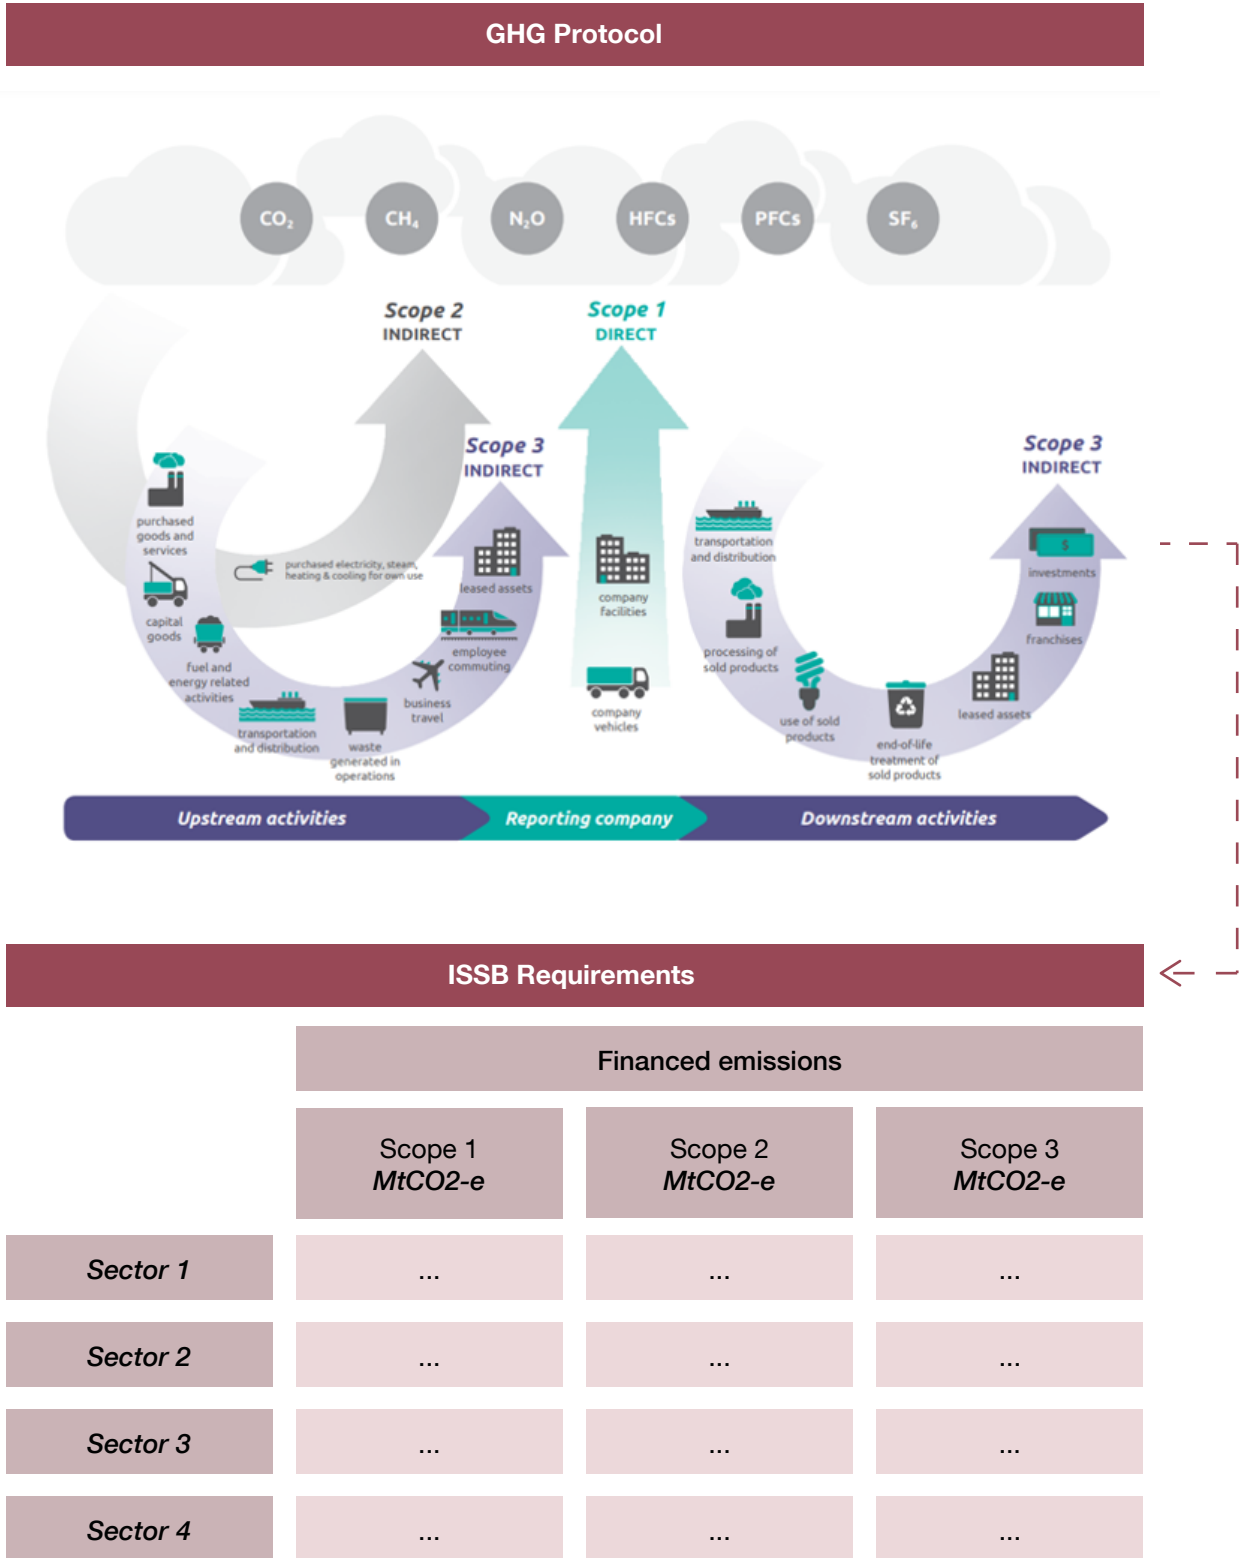 GHG Protocol
CO₂ CH₄ N₂O HFCs PFCs SF₆
Scope 2
INDIRECT
Scope 1
DIRECT
Scope 3
INDIRECT
Scope 3
INDIRECT
purchased
goods and
services
capital
goods
fuel and
energy related
activities
transportation
and distribution
waste
generated in
operations
business
travel
employee
commuting
leased assets
purchased electricity, steam,
heating & cooling for own use
company
facilities
company
vehicles
transportation
and distribution
processing of
sold products
use of sold
products
end-of-life
treatment of
sold products
leased assets
franchises
$
investments
Upstream activities Reporting company Downstream activities
ISSB Requirements
Financed emissions
Scope 1
MtCO2-e
Scope 2
MtCO2-e
Scope 3
MtCO2-e
Sector 1 ... ... ...
Sector 2 ... ... ...
Sector 3 ... ... ...
Sector 4 ... ... ...